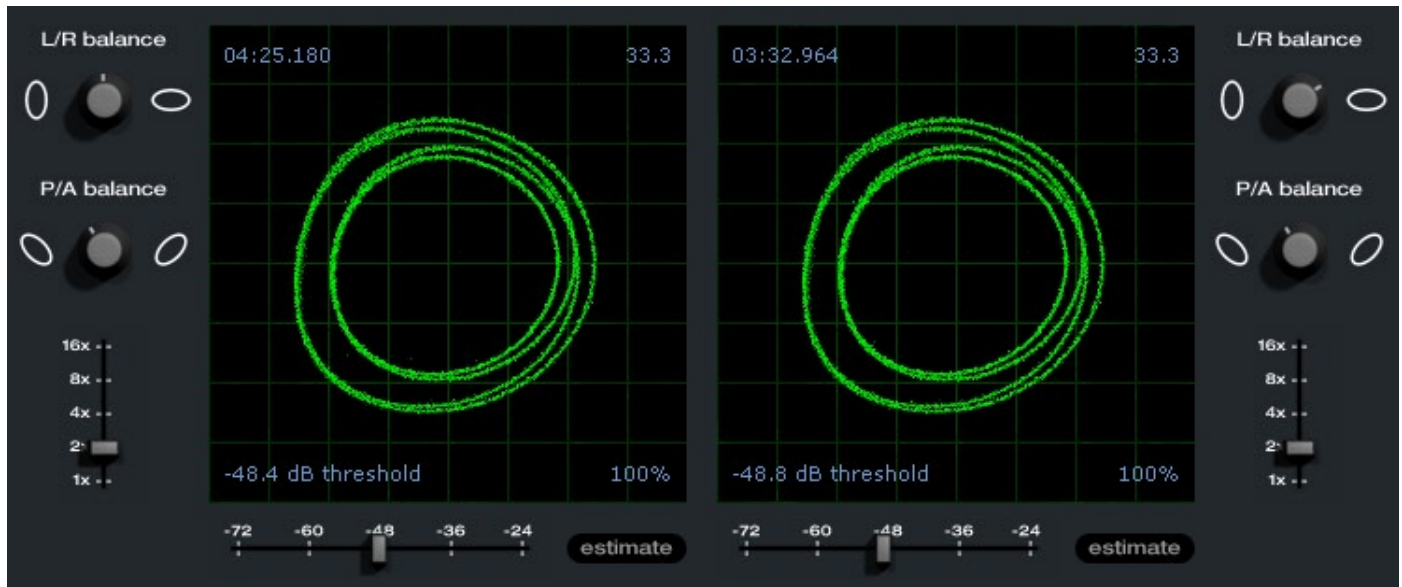 L/R balance
P/A balance
16x
8x
4x
2
1x
04:25.180 33.3
-48.4 dB threshold 100%
-72 -60 -48 -36 -24
estimate
03:32.964 33.3
-48.8 dB threshold 100%
-72 -60 -48 -36 -24
estimate
L/R balance
P/A balance
16x
8x
4x
2
1x